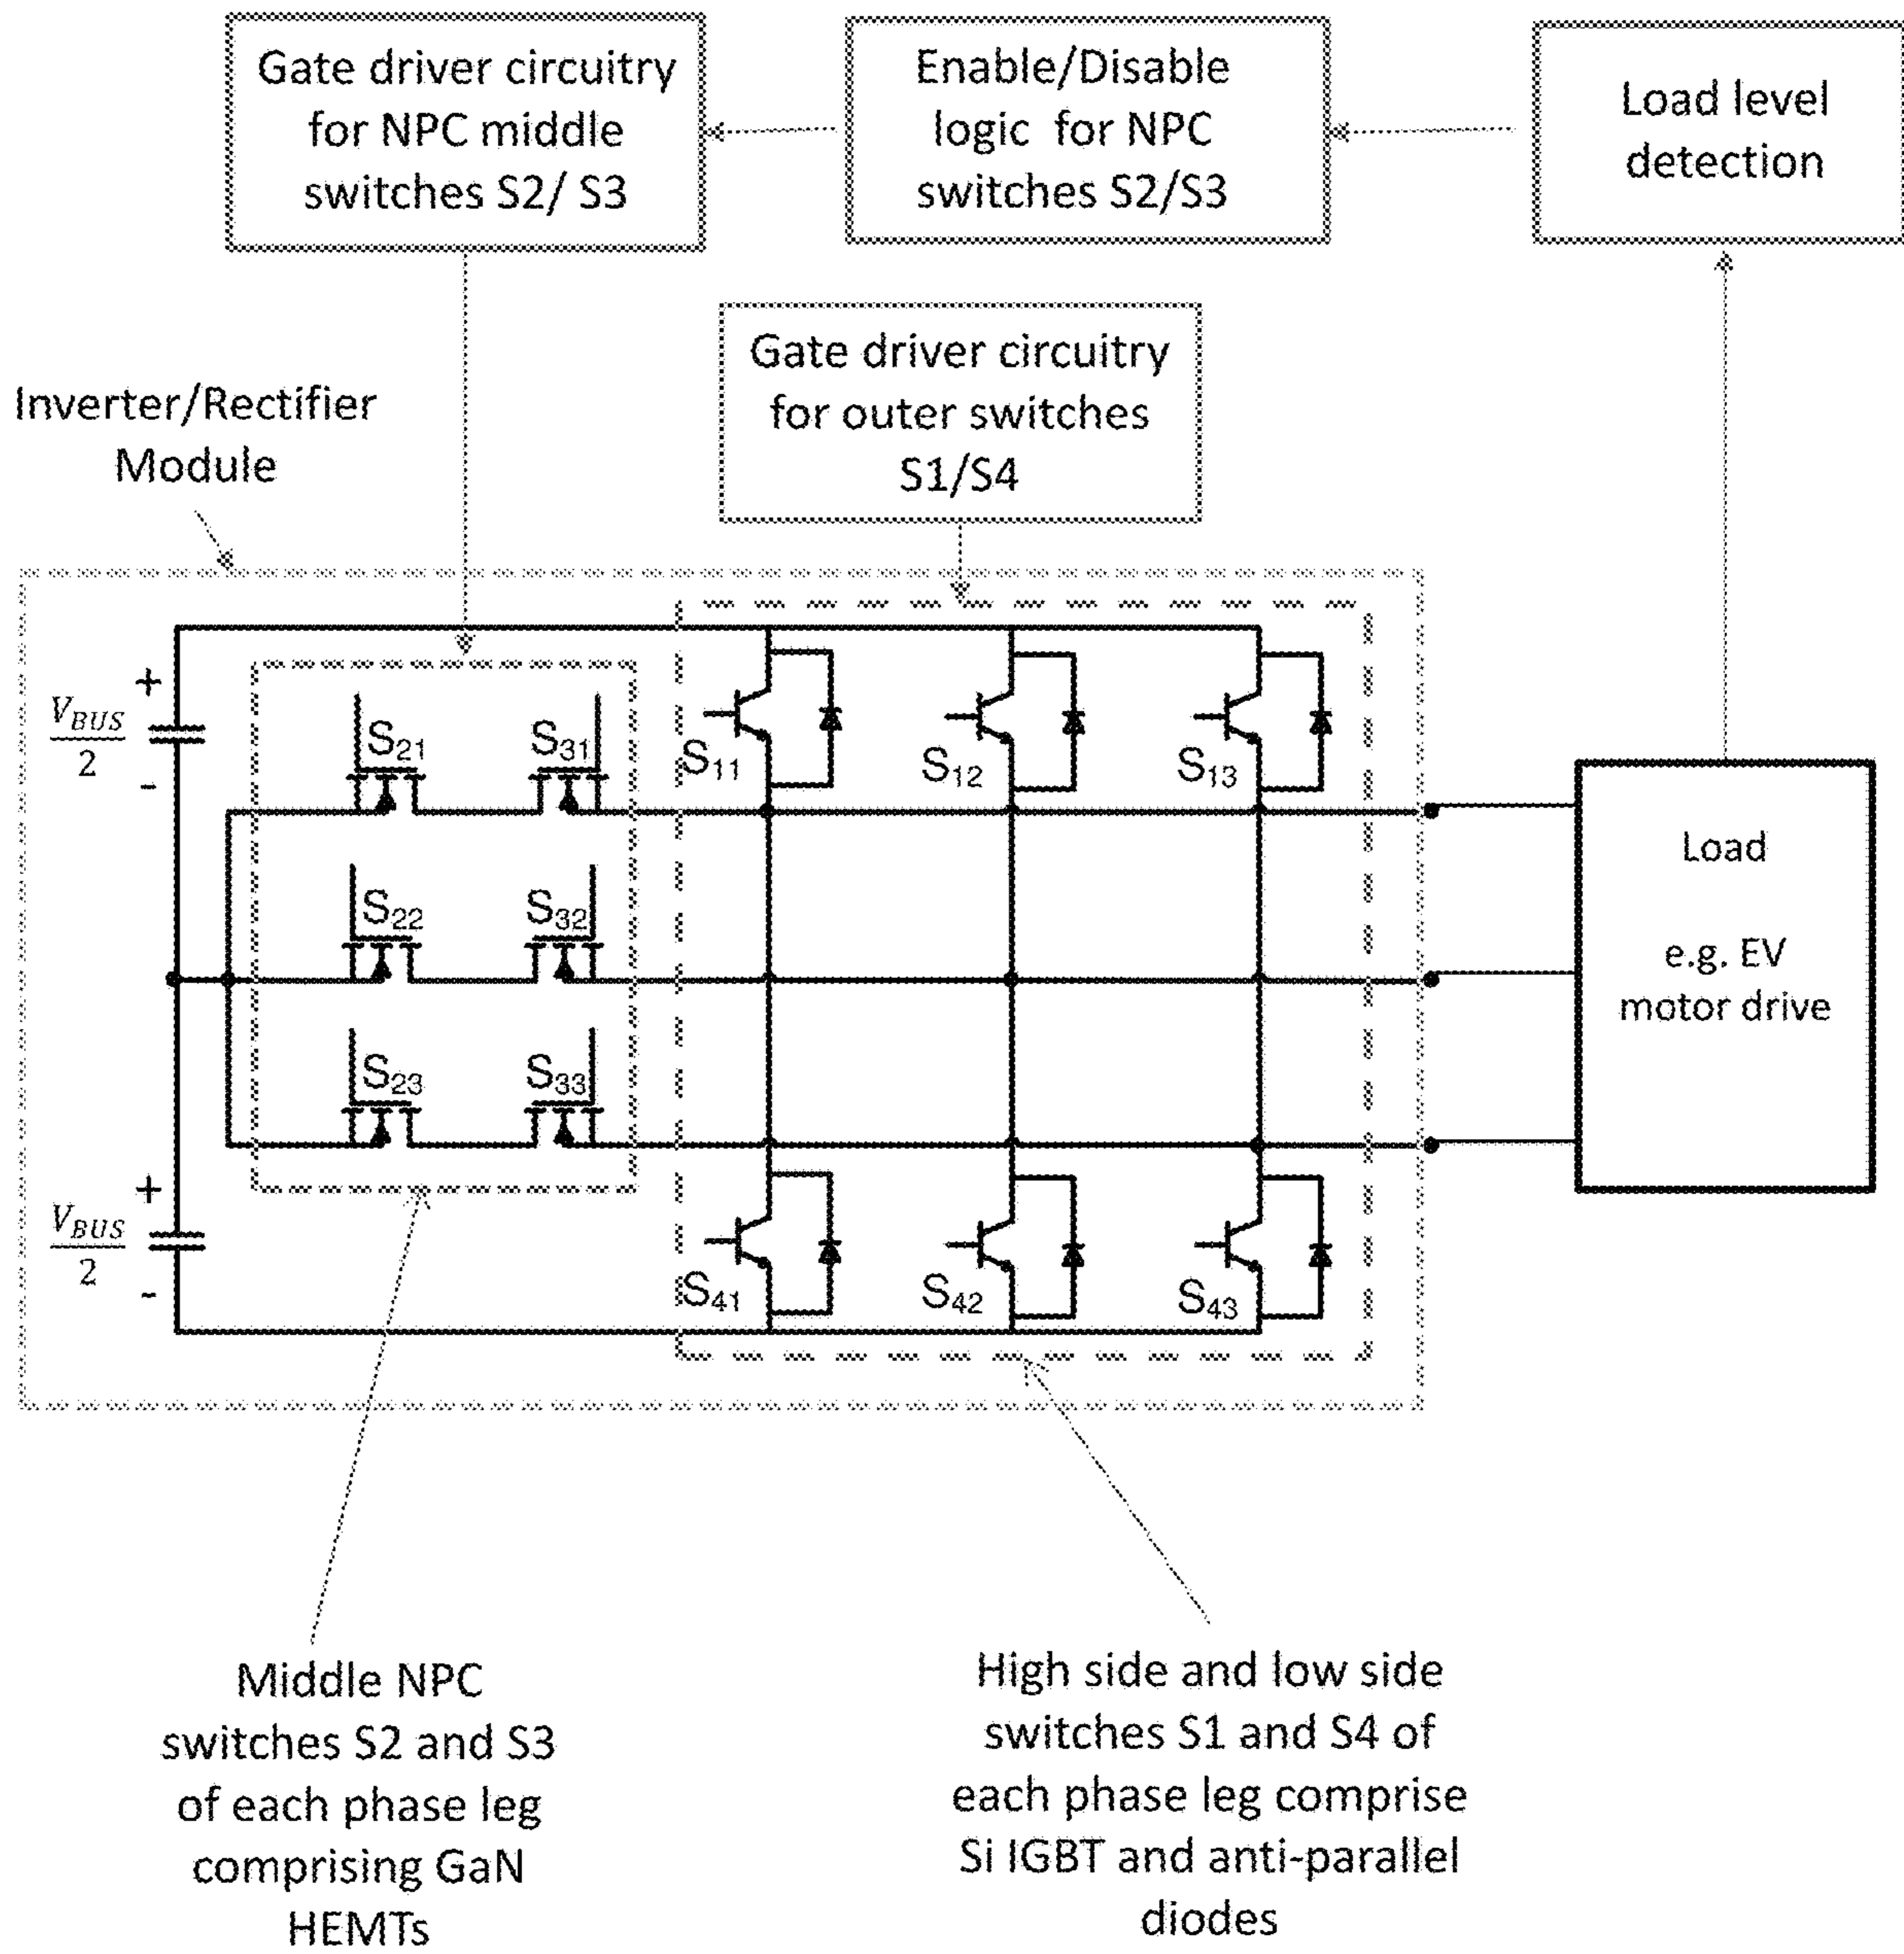 Gate driver circuitry
for NPC middle
switches S2/ S3
Enable/Disable
logic for NPC
switches S2/S3
Load level
detection
Gate driver circuitry
for outer switches
S1/S4
Inverter/Rectifier
Module
+
V_BUS
2
-
S21
S31
S11
S12
S13
S22
S32
S23
S33
Load
e.g. EV
motor drive
+
V_BUS
2
-
S41
S42
S43
Middle NPC
switches S2 and S3
of each phase leg
comprising GaN
HEMTs
High side and low side
switches S1 and S4 of
each phase leg comprise
Si IGBT and anti-parallel
diodes